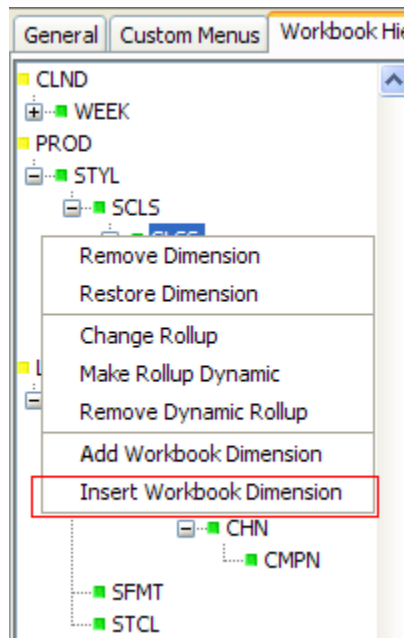 General Custom Menus Workbook Hie
CLND
WEEK
PROD
STYL
SCLS
Remove Dimension
Restore Dimension
Change Rollup
Make Rollup Dynamic
Remove Dynamic Rollup
Add Workbook Dimension
Insert Workbook Dimension
CHN
CMPN
SFMT
STCL